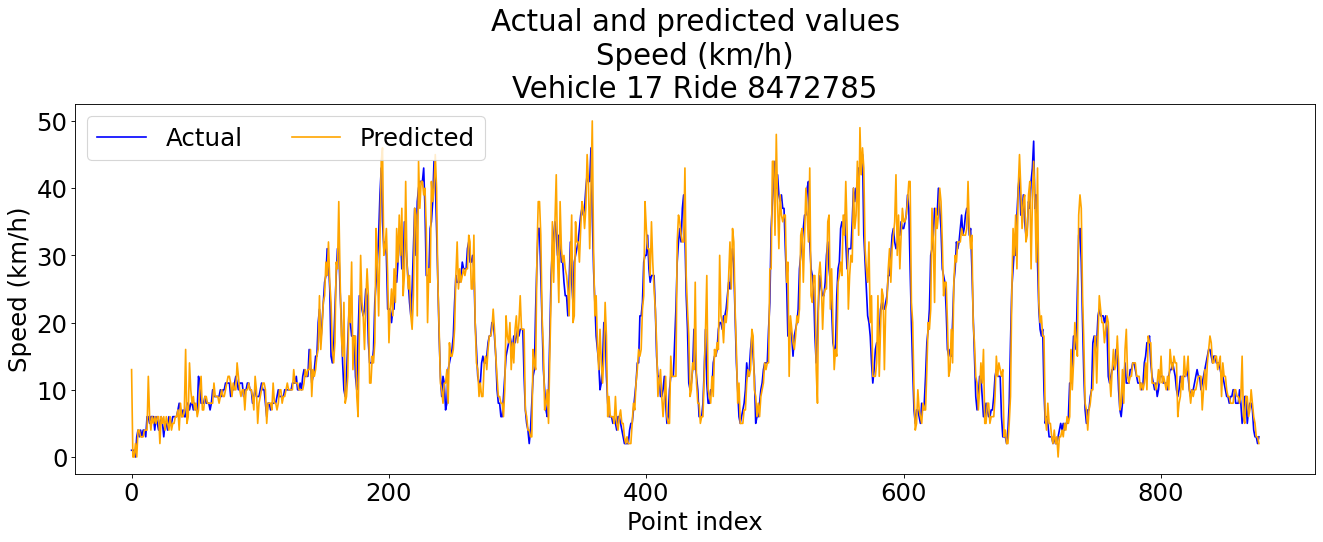 Actual and predicted values
Speed (km/h)
Vehicle 17 Ride 8472785
Actual Predicted
50
40
30
20
10
0
Speed (km/h)
0 200 400 600 800
Point index